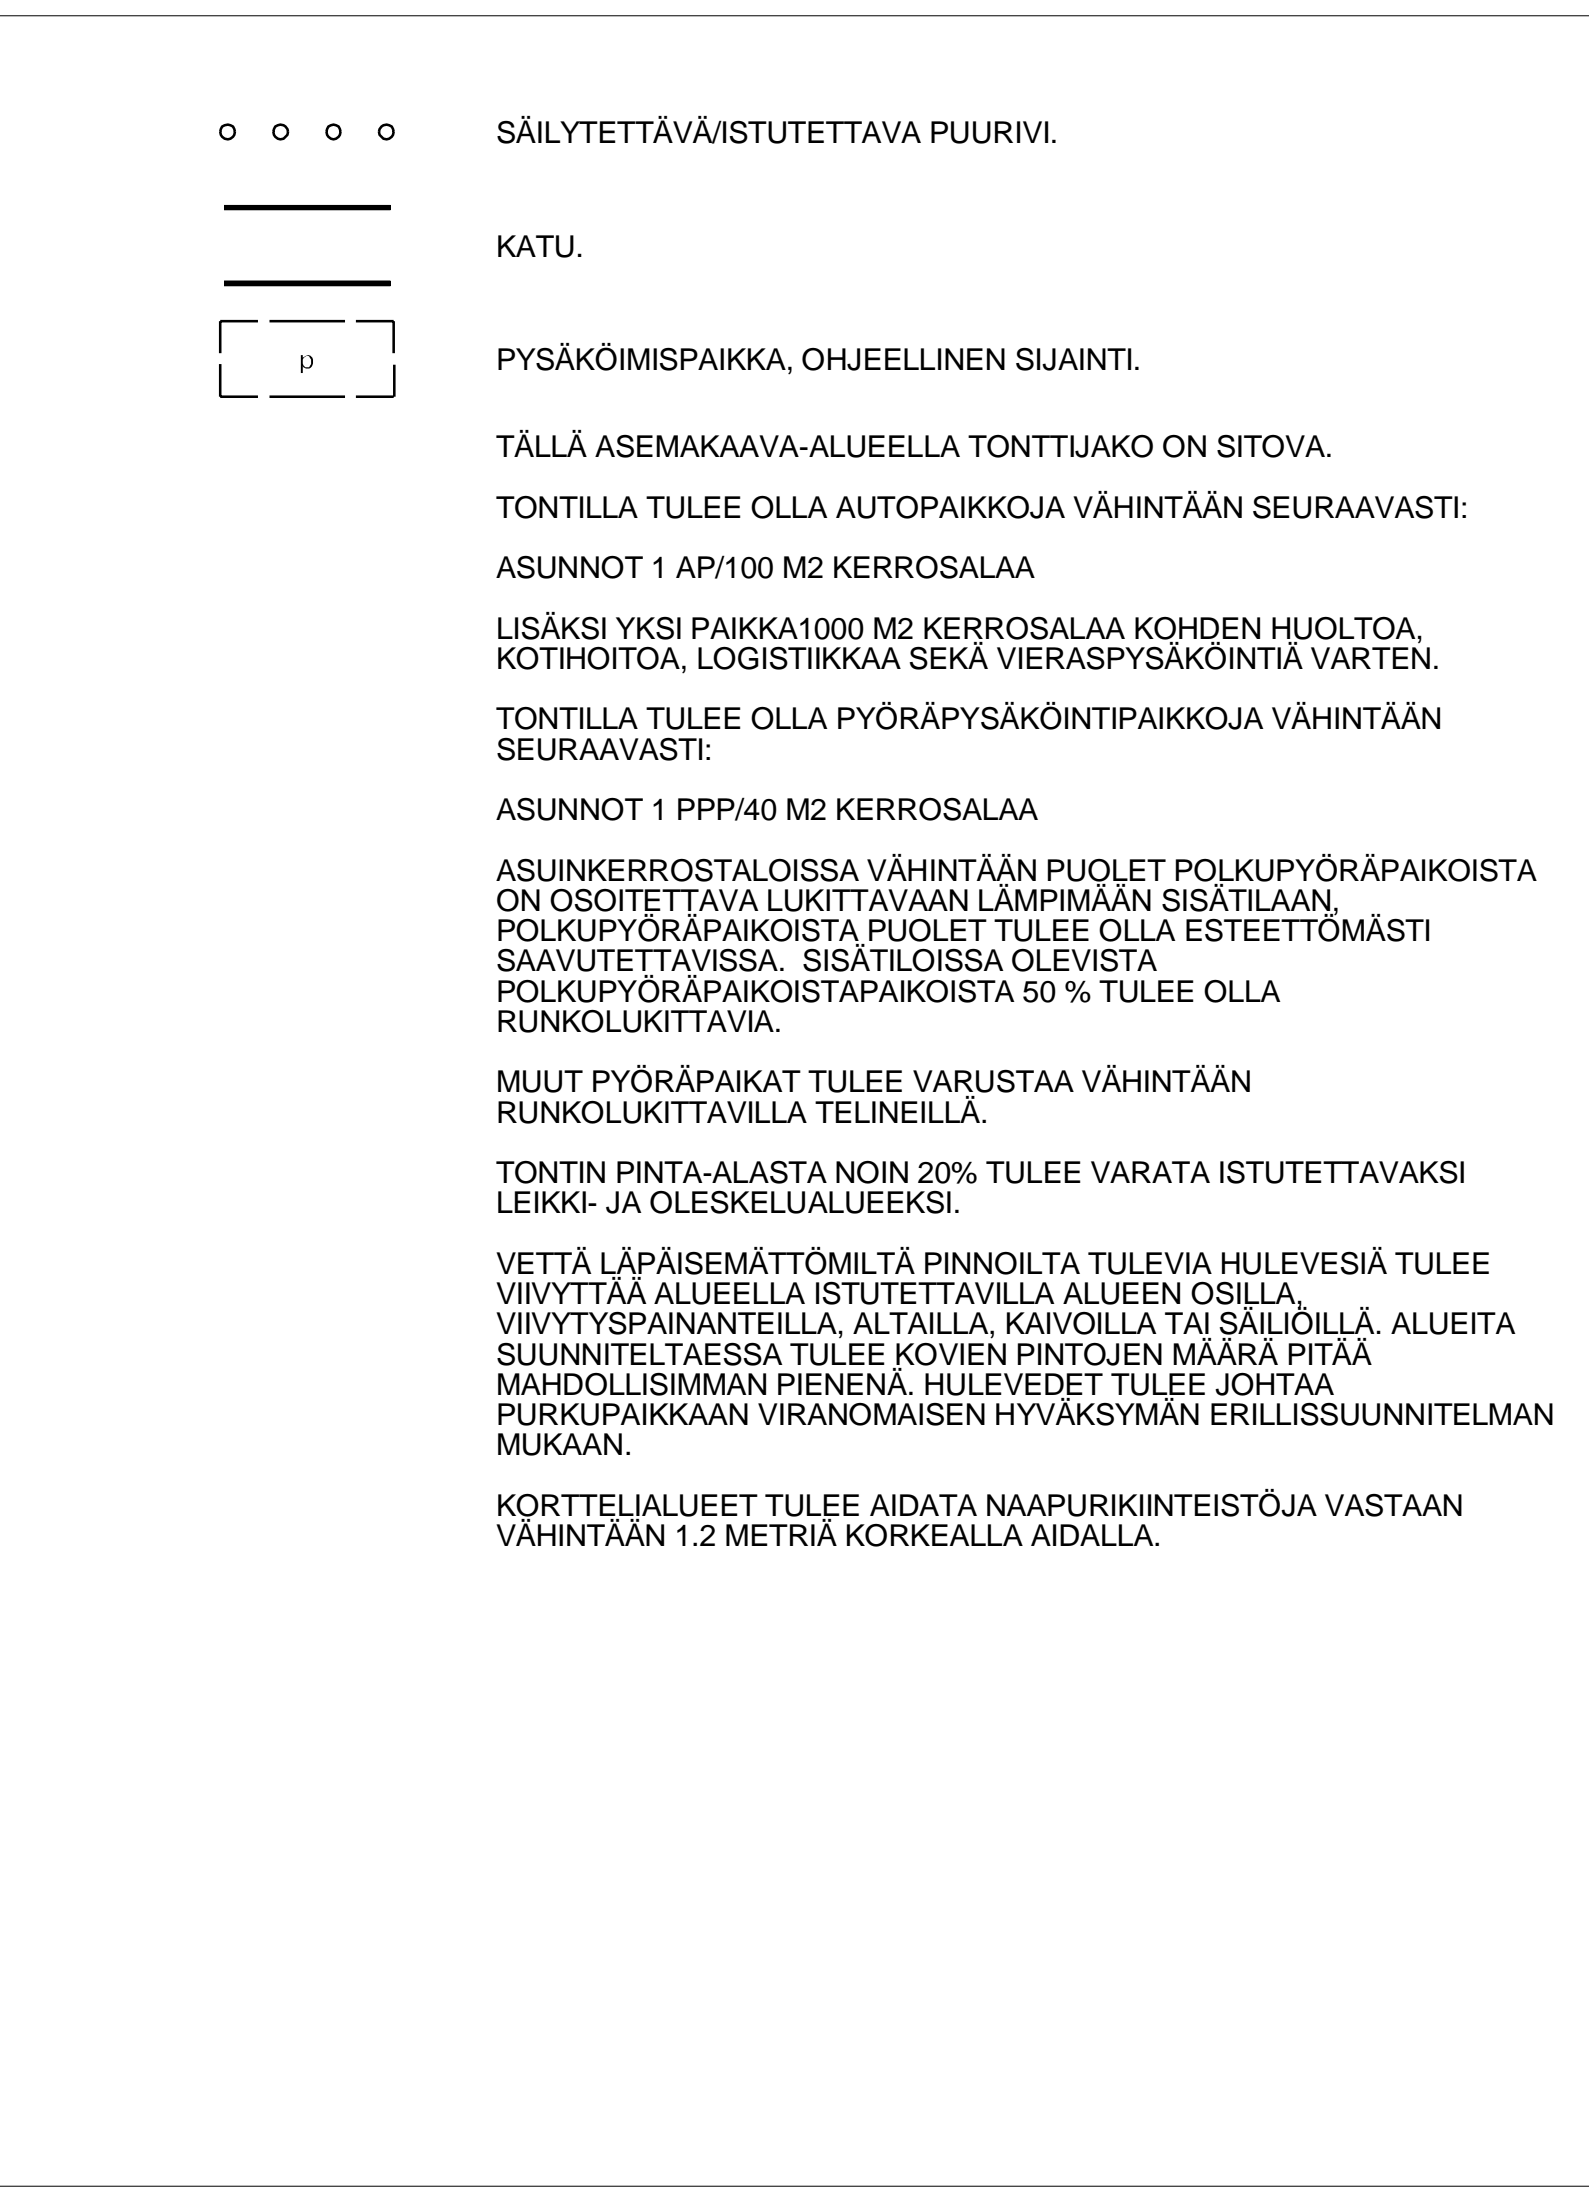 SÄILYTETTÄVÄ/ISTUTETTAVA PUURIVI.
KATU.
p
PYSÄKÖIMISPAIKKA, OHJEELLINEN SIJAINTI.
TÄLLÄ ASEMAKAAVA-ALUEELLA TONTTIJAKO ON SITOVA.
TONTILLA TULEE OLLA AUTOPAIKKOJA VÄHINTÄÄN SEURAAVASTI:
ASUNNOT 1 AP/100 M2 KERROSALAA
LISÄKSI YKSI PAIKKA1000 M2 KERROSALAA KOHDEN HUOLTOA,
KOTIHOITOA, LOGISTIIKKAA SEKÄ VIERASPYSÄKÖINTIÄ VARTEN.
TONTILLA TULEE OLLA PYÖRÄPYSÄKÖINTIPAIKKOJA VÄHINTÄÄN
SEURAAVASTI:
ASUNNOT 1 PPP/40 M2 KERROSALAA
ASUINKERROSTALOISSA VÄHINTÄÄN PUOLET POLKUPYÖRÄPAIKOISTA
ON OSOITETTAVA LUKITTAVAAN LÄMPIMÄÄN SISÄTILAAN,
POLKUPYÖRÄPAIKOISTA PUOLET TULEE OLLA ESTEETTÖMÄSTI
SAAVUTETTAVISSA.  SISÄTILOISSA OLEVISTA
POLKUPYÖRÄPAIKOISTAPAIKOISTA 50 % TULEE OLLA
RUNKOLUKITTAVIA.
MUUT PYÖRÄPAIKAT TULEE VARUSTAA VÄHINTÄÄN
RUNKOLUKITTAVILLA TELINEILLÄ.
TONTIN PINTA-ALASTA NOIN 20% TULEE VARATA ISTUTETTAVAKSI
LEIKKI- JA OLESKELUALUEEKSI.
VETTÄ LÄPÄISEMÄTTÖMILTÄ PINNOILTA TULEVIA HULEVESIÄ TULEE
VIIVYTTÄÄ ALUEELLA ISTUTETTAVILLA ALUEEN OSILLA,
VIIVYTYSPAINANTEILLA, ALTAILLA, KAIVOILLA TAI SÄILIÖILLÄ. ALUEITA
SUUNNITELTAESSA TULEE KOVIEN PINTOJEN MÄÄRÄ PITÄÄ
MAHDOLLISIMMAN PIENENÄ. HULEVEDET TULEE JOHTAA
PURKUPAIKKAAN VIRANOMAISEN HYVÄKSYMÄN ERILLISSUUNNITELMAN
MUKAAN.
KORTTELIALUEET TULEE AIDATA NAAPURIKIINTEISTÖJA VASTAAN
VÄHINTÄÄN 1.2 METRIÄ KORKEALLA AIDALLA.